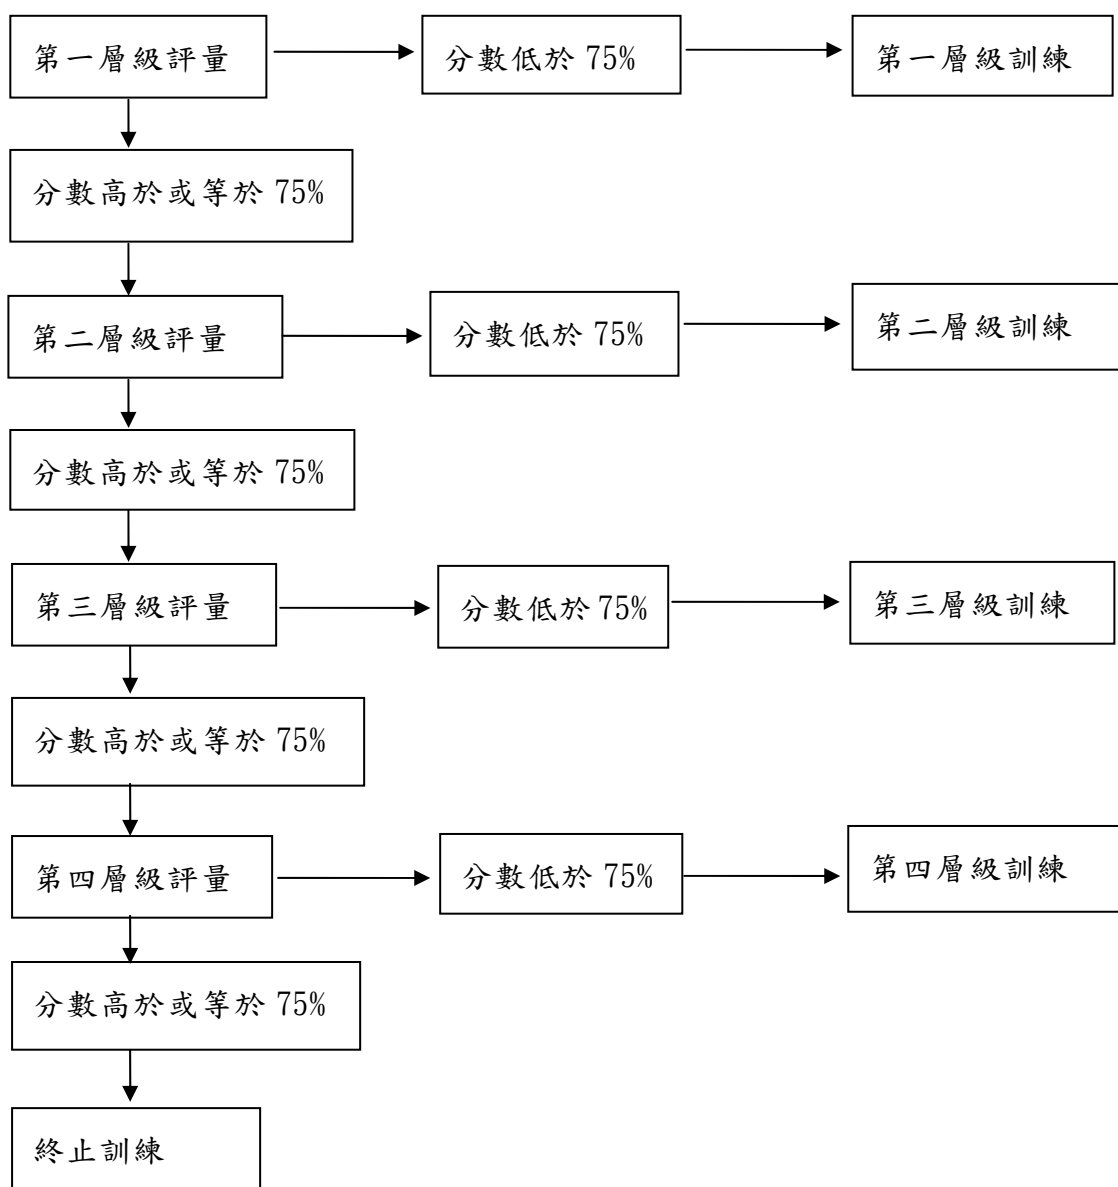 第一層級評量
分數低於 75%
第一層級訓練
分數高於或等於 75%
第二層級評量
分數低於 75%
第二層級訓練
分數高於或等於 75%
第三層級評量
分數低於 75%
第三層級訓練
分數高於或等於 75%
第四層級評量
分數低於 75%
第四層級訓練
分數高於或等於 75%
終止訓練